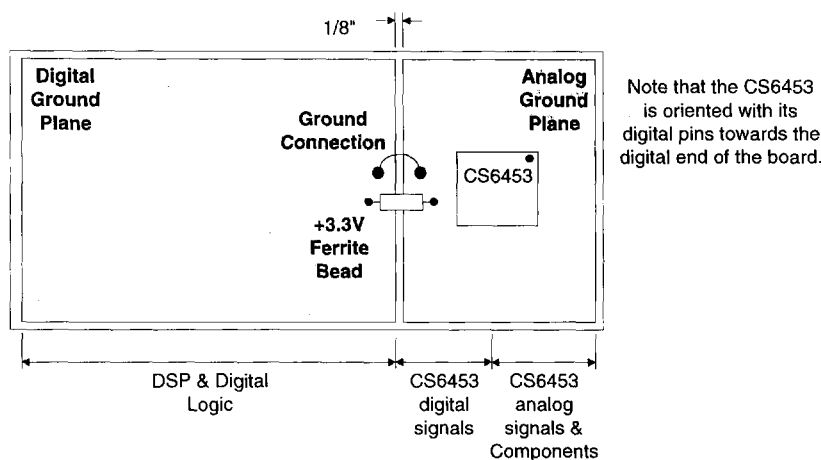 1/8"
Digital
Ground
Plane
Analog
Ground
Plane
Note that the CS6453
is oriented with its
digital pins towards the
digital end of the board.
Ground
Connection
CS6453
+3.3V
Ferrite
Bead
DSP & Digital
Logic
CS6453
digital
signals
CS6453
analog
signals &
Components